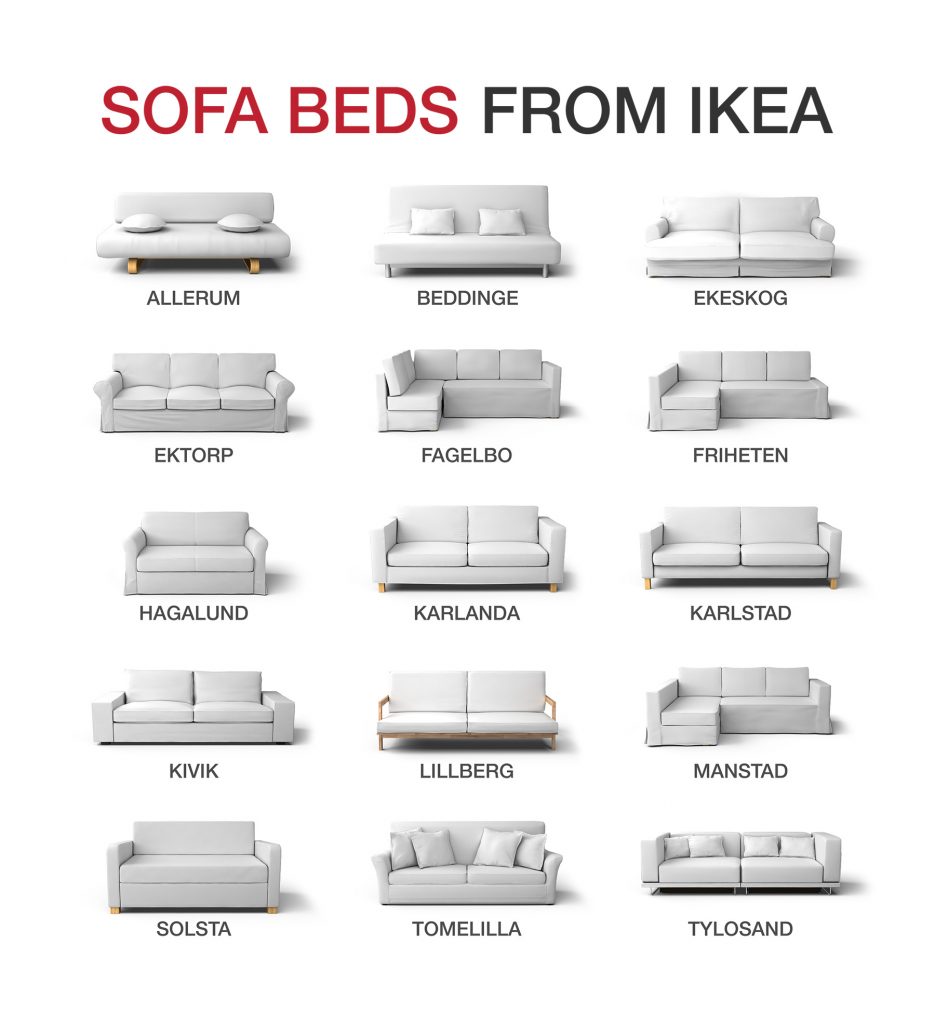 SOFA BEDS FROM IKEA
ALLERUM
BEDDINGE
EKESKOG
EKTORP
FAGELBO
FRIHETEN
HAGALUND
KARLANDA
KARLSTAD
KIVIK
LILLBERG
MANSTAD
SOLSTA
TOMELILLA
TYLOSAND